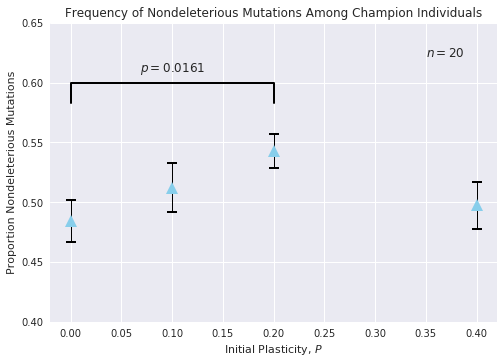 Frequency of Nondeleterious Mutations Among Champion Individuals
0.65
0.60
0.55
0.50
0.45
0.40
Proportion Nondeleterious Mutations
p = 0.0161
n = 20
0.00 0.05 0.10 0.15 0.20 0.25 0.30 0.35 0.40
Initial Plasticity, P